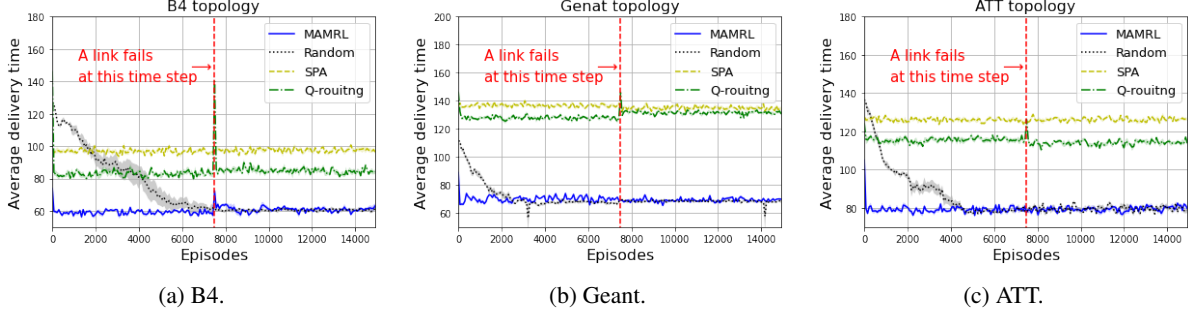 B4 topology
180
160
140
120
100
80
60
0
2000
4000
6000
8000
10000
12000
14000
Average delivery time
Episodes
A link fails
at this time step
MAMRL
Random
SPA
Q-rouitng
(a) B4.
Genat topology
200
180
160
140
120
100
80
60
0
2000
4000
6000
8000
10000
12000
14000
Average delivery time
Episodes
A link fails
at this time step
MAMRL
Random
SPA
Q-rouitng
(b) Geant.
ATT topology
180
160
140
120
100
80
0
2000
4000
6000
8000
10000
12000
14000
Average delivery time
Episodes
A link fails
at this time step
MAMRL
Random
SPA
Q-rouitng
(c) ATT.